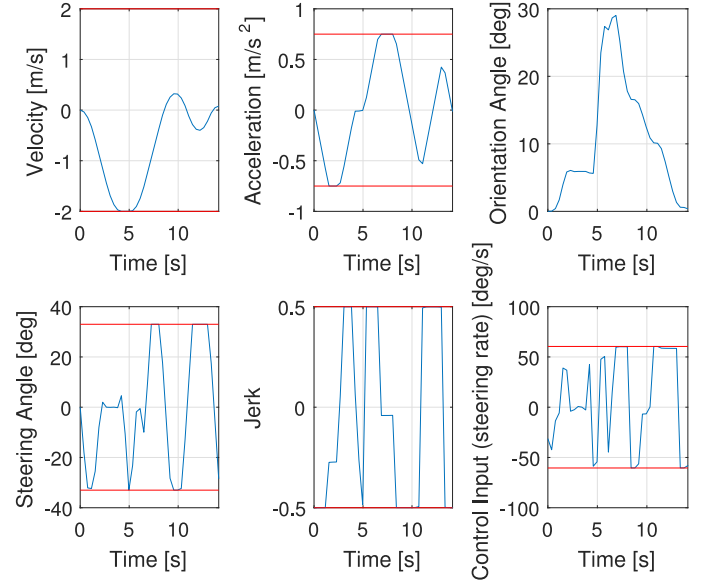 2
1
0
-1
-2
Velocity [m/s]
0 5 10
Time [s]
1
0.5
0
-0.5
-1
Acceleration [m/s²]
0 5 10
Time [s]
30
20
10
0
Orientation Angle [deg]
0 5 10
Time [s]
40
20
0
-20
-40
Steering Angle [deg]
0 5 10
Time [s]
0.5
0
-0.5
Jerk
0 5 10
Time [s]
100
50
0
-50
-100
Control Input (steering rate) [deg/s]
0 5 10
Time [s]